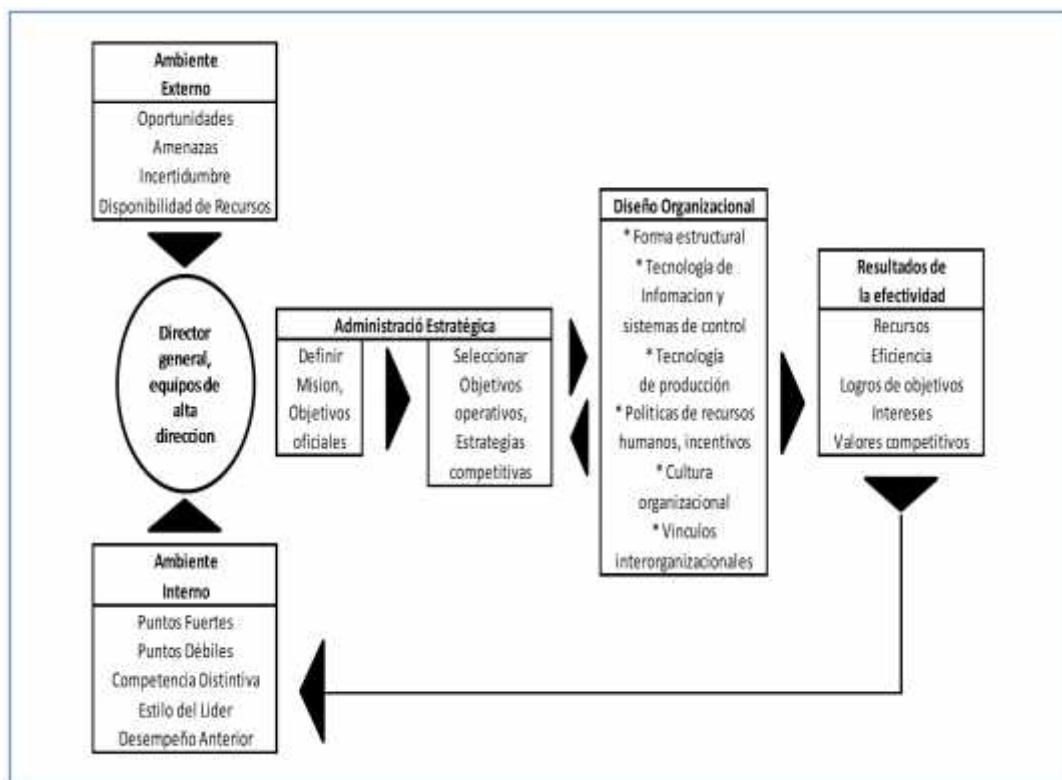 Ambiente
Externo
Oportunidades
Amenazas
Incertidumbre
Disponibilidad de Recursos
Director
general,
equipos de
alta
direccion
Ambiente
Interno
Puntos Fuertes
Puntos Débiles
Competencia Distintiva
Estilo del Lider
Desempeño Anterior
Administració Estratégica
Definir
Mision,
Objetivos
oficiales
Seleccionar
Objetivos
operativos,
Estrategias
competitivas
Diseño Organizacional
* Forma estructural
* Tecnología de
Infomacion y
sistemas de control
* Tecnología
de producción
* Políticas de recursos
humanos, incentivos
* Cultura
organizacional
* Vinculos
interorganizacionales
Resultados de
la efectividad
Recursos
Eficiencia
Logros de objetivos
Intereses
Valores competitivos